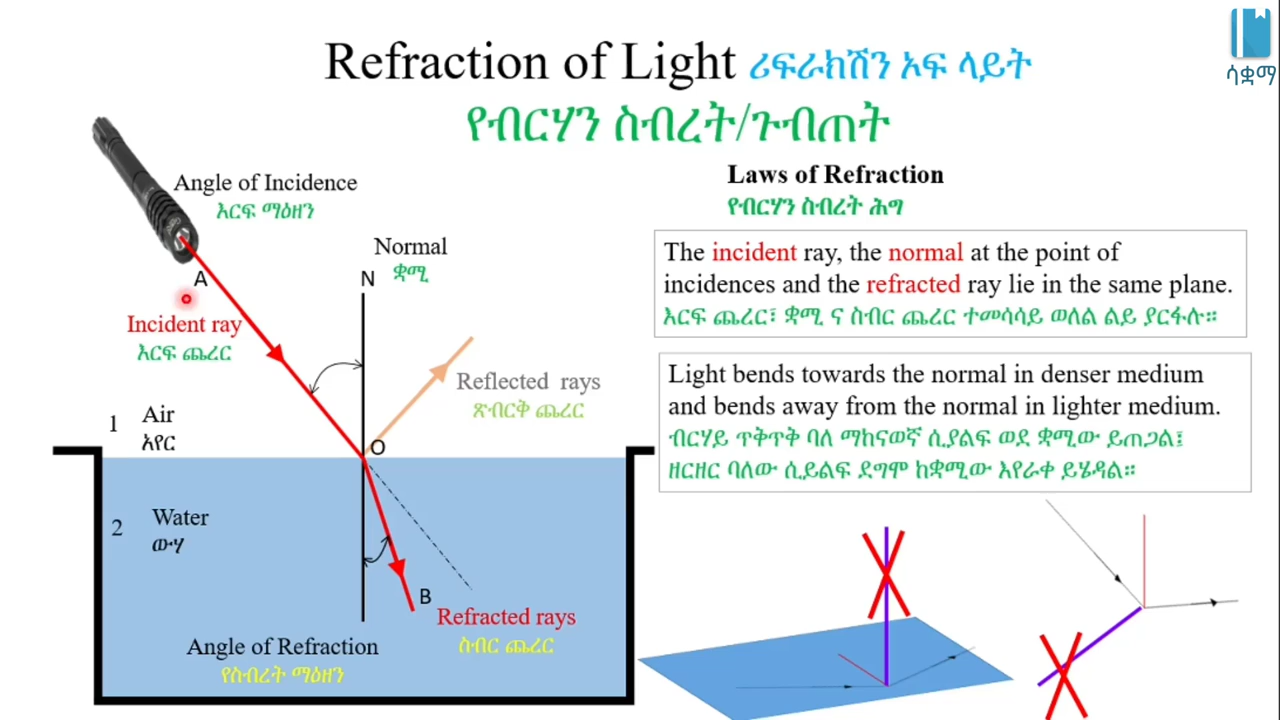 ሳቋማ
Refraction of Light ሪፍራክሽን ኦፍ ላይት
የብርሃን ስብረት/ጉብጠት
Angle of Incidence
እርፍ ማዕዘን
Normal
ቋሚ
N
A
Incident ray
እርፍ ጨረር
Reflected rays
ጽብርቅ ጨረር
1 Air
አየር
O
2 Water
ውሃ
B
Refracted rays
ስብር ጨረር
Angle of Refraction
የስብረት ማዕዘን
Laws of Refraction
የብርሃን ስብረት ሕግ
The incident ray, the normal at the point of
incidences and the refracted ray lie in the same plane.
እርፍ ጨረር፣ ቋሚ ና ስብር ጨረር ተመሳሳይ ወለል ልይ ያርፋሉ።
Light bends towards the normal in denser medium
and bends away from the normal in lighter medium.
ብርሃይ ጥቅጥቅ ባለ ማከናወኛ ሲያልፍ ወደ ቋሚው ይጠጋል፤
ዘርዘር ባለው ሲይልፍ ደግሞ ከቋሚው እየራቀ ይሄዳል።